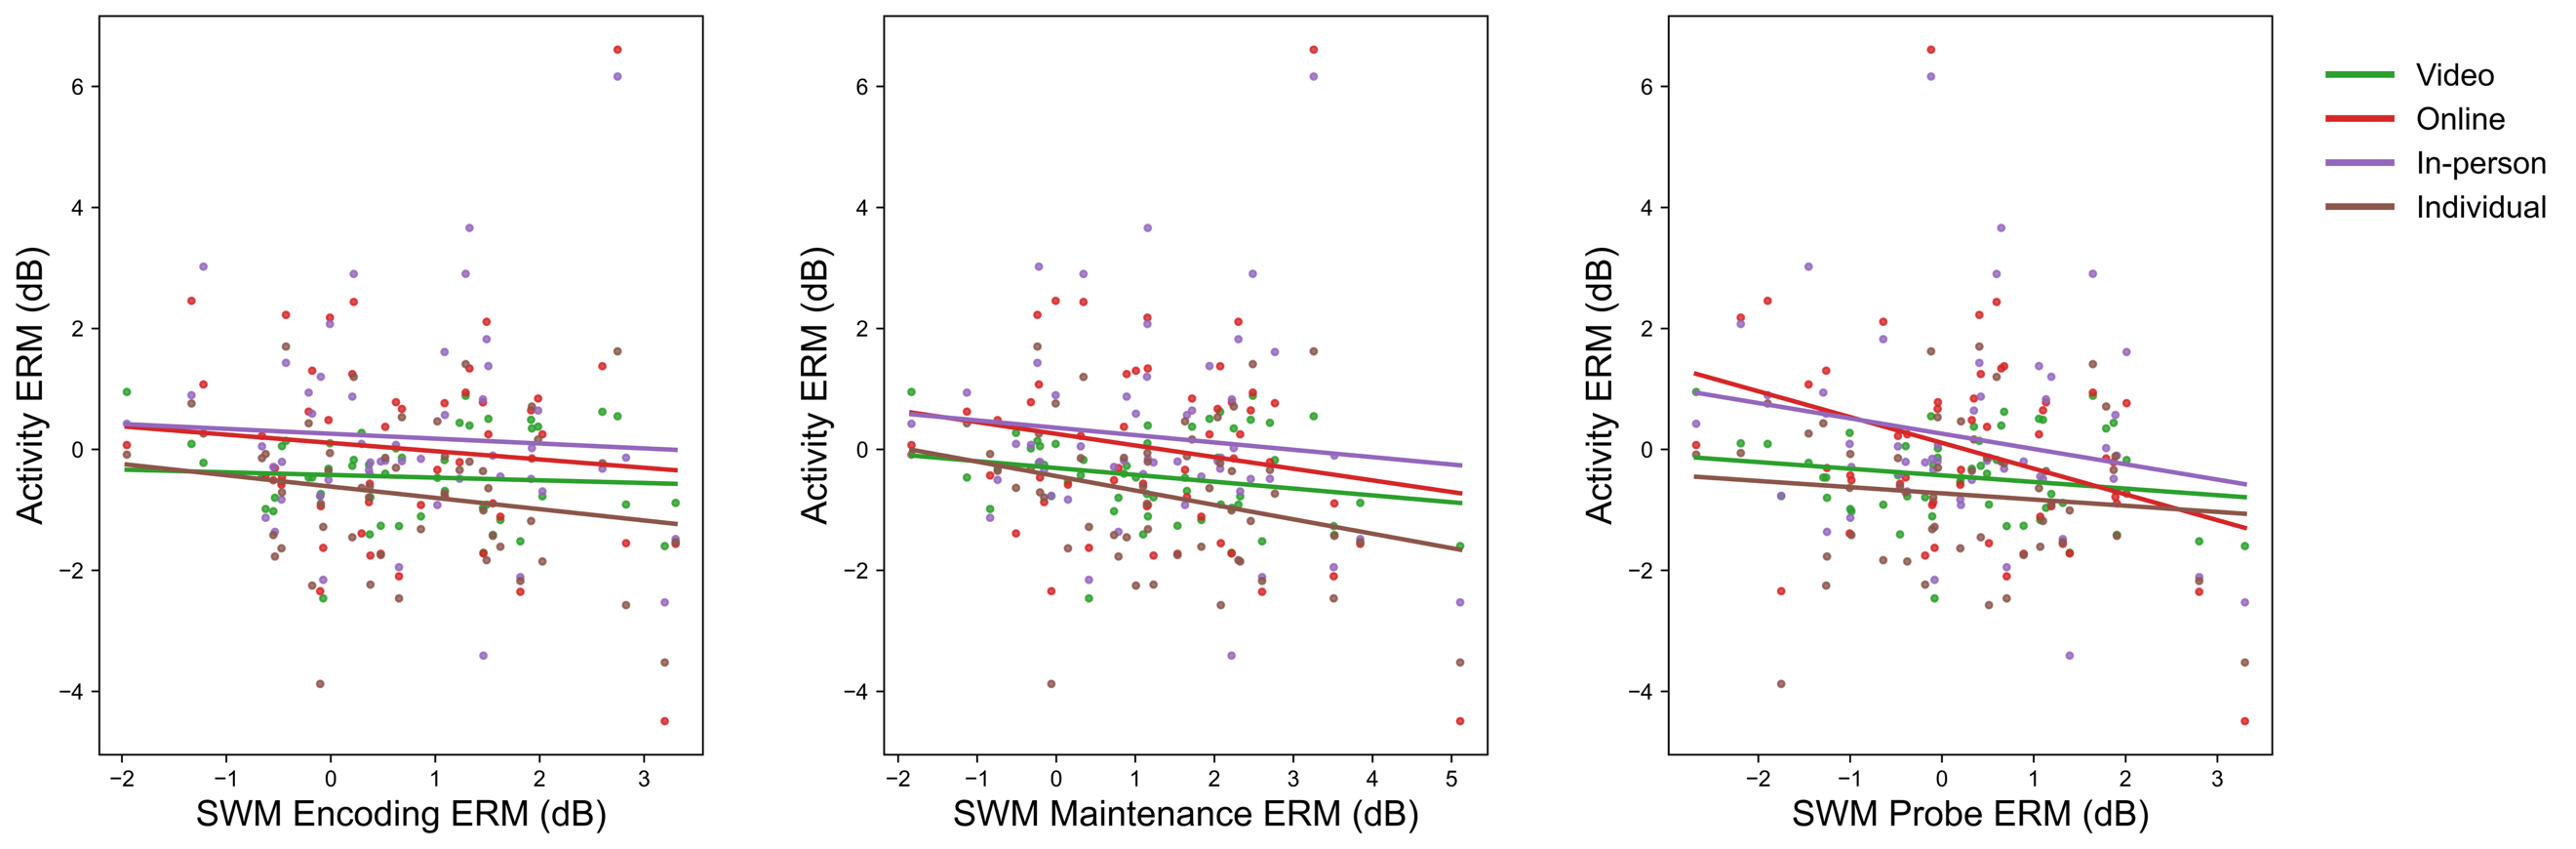 Activity ERM (dB)
6
4
2
0
−2
−4
−2 −1 0 1 2 3
SWM Encoding ERM (dB)
Activity ERM (dB)
6
4
2
0
−2
−4
−2 −1 0 1 2 3 4 5
SWM Maintenance ERM (dB)
Activity ERM (dB)
6
4
2
0
−2
−4
−2 −1 0 1 2 3
SWM Probe ERM (dB)
Video
Online
In-person
Individual